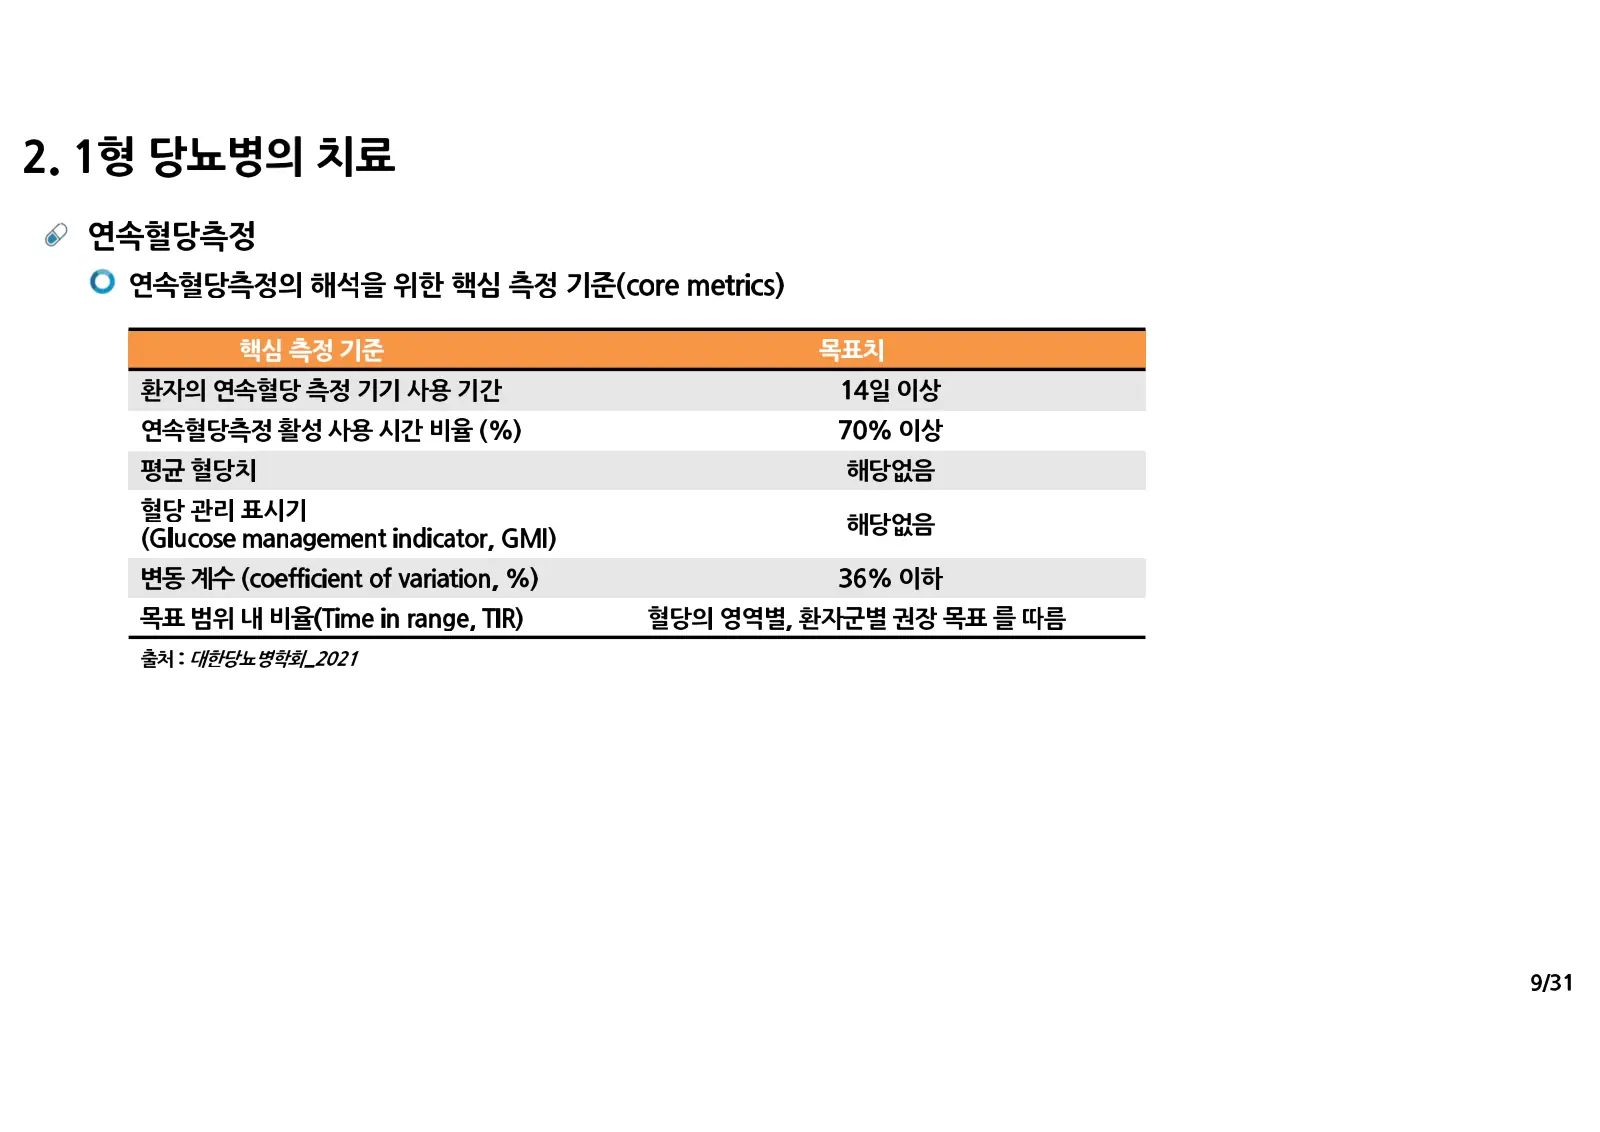 2. 1형 당뇨병의 치료
연속혈당측정
연속혈당측정의 해석을 위한 핵심 측정 기준(core metrics)
핵심 측정 기준 목표치
환자의 연속혈당 측정 기기 사용 기간 14일 이상
연속혈당측정 활성 사용 시간 비율 (%) 70% 이상
평균 혈당치 해당없음
혈당 관리 표시기
(Glucose management indicator, GMI) 해당없음
변동 계수 (coefficient of variation, %) 36% 이하
목표 범위 내 비율(Time in range, TIR) 혈당의 영역별, 환자군별 권장 목표 를 따름
출처 : 대한당뇨병학회_2021
9/31